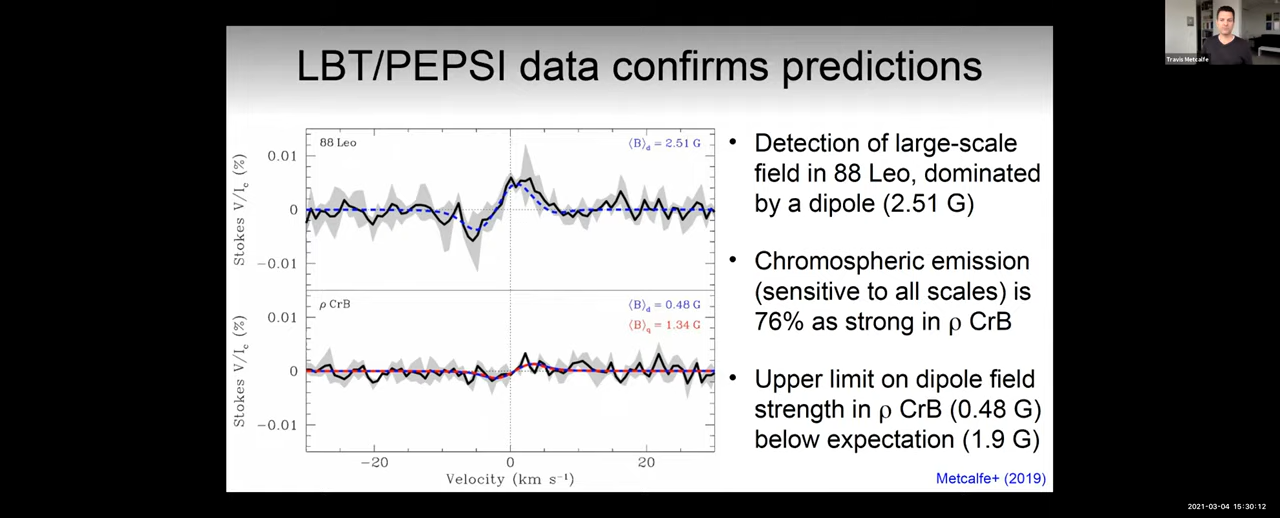 LBT/PEPSI data confirms predictions
Travis Metcalfe
88 Leo
⟨B⟩d = 2.51 G
0.01
0
−0.01
Stokes V/Ic (%)
ρ CrB
⟨B⟩d = 0.48 G
⟨B⟩q = 1.34 G
0.01
0
−0.01
Stokes V/Ic (%)
−20
0
20
Velocity (km s⁻¹)
• Detection of large-scale
field in 88 Leo, dominated
by a dipole (2.51 G)
• Chromospheric emission
(sensitive to all scales) is
76% as strong in ρ CrB
• Upper limit on dipole field
strength in ρ CrB (0.48 G)
below expectation (1.9 G)
Metcalfe+ (2019)
2021-03-04 15:30:12